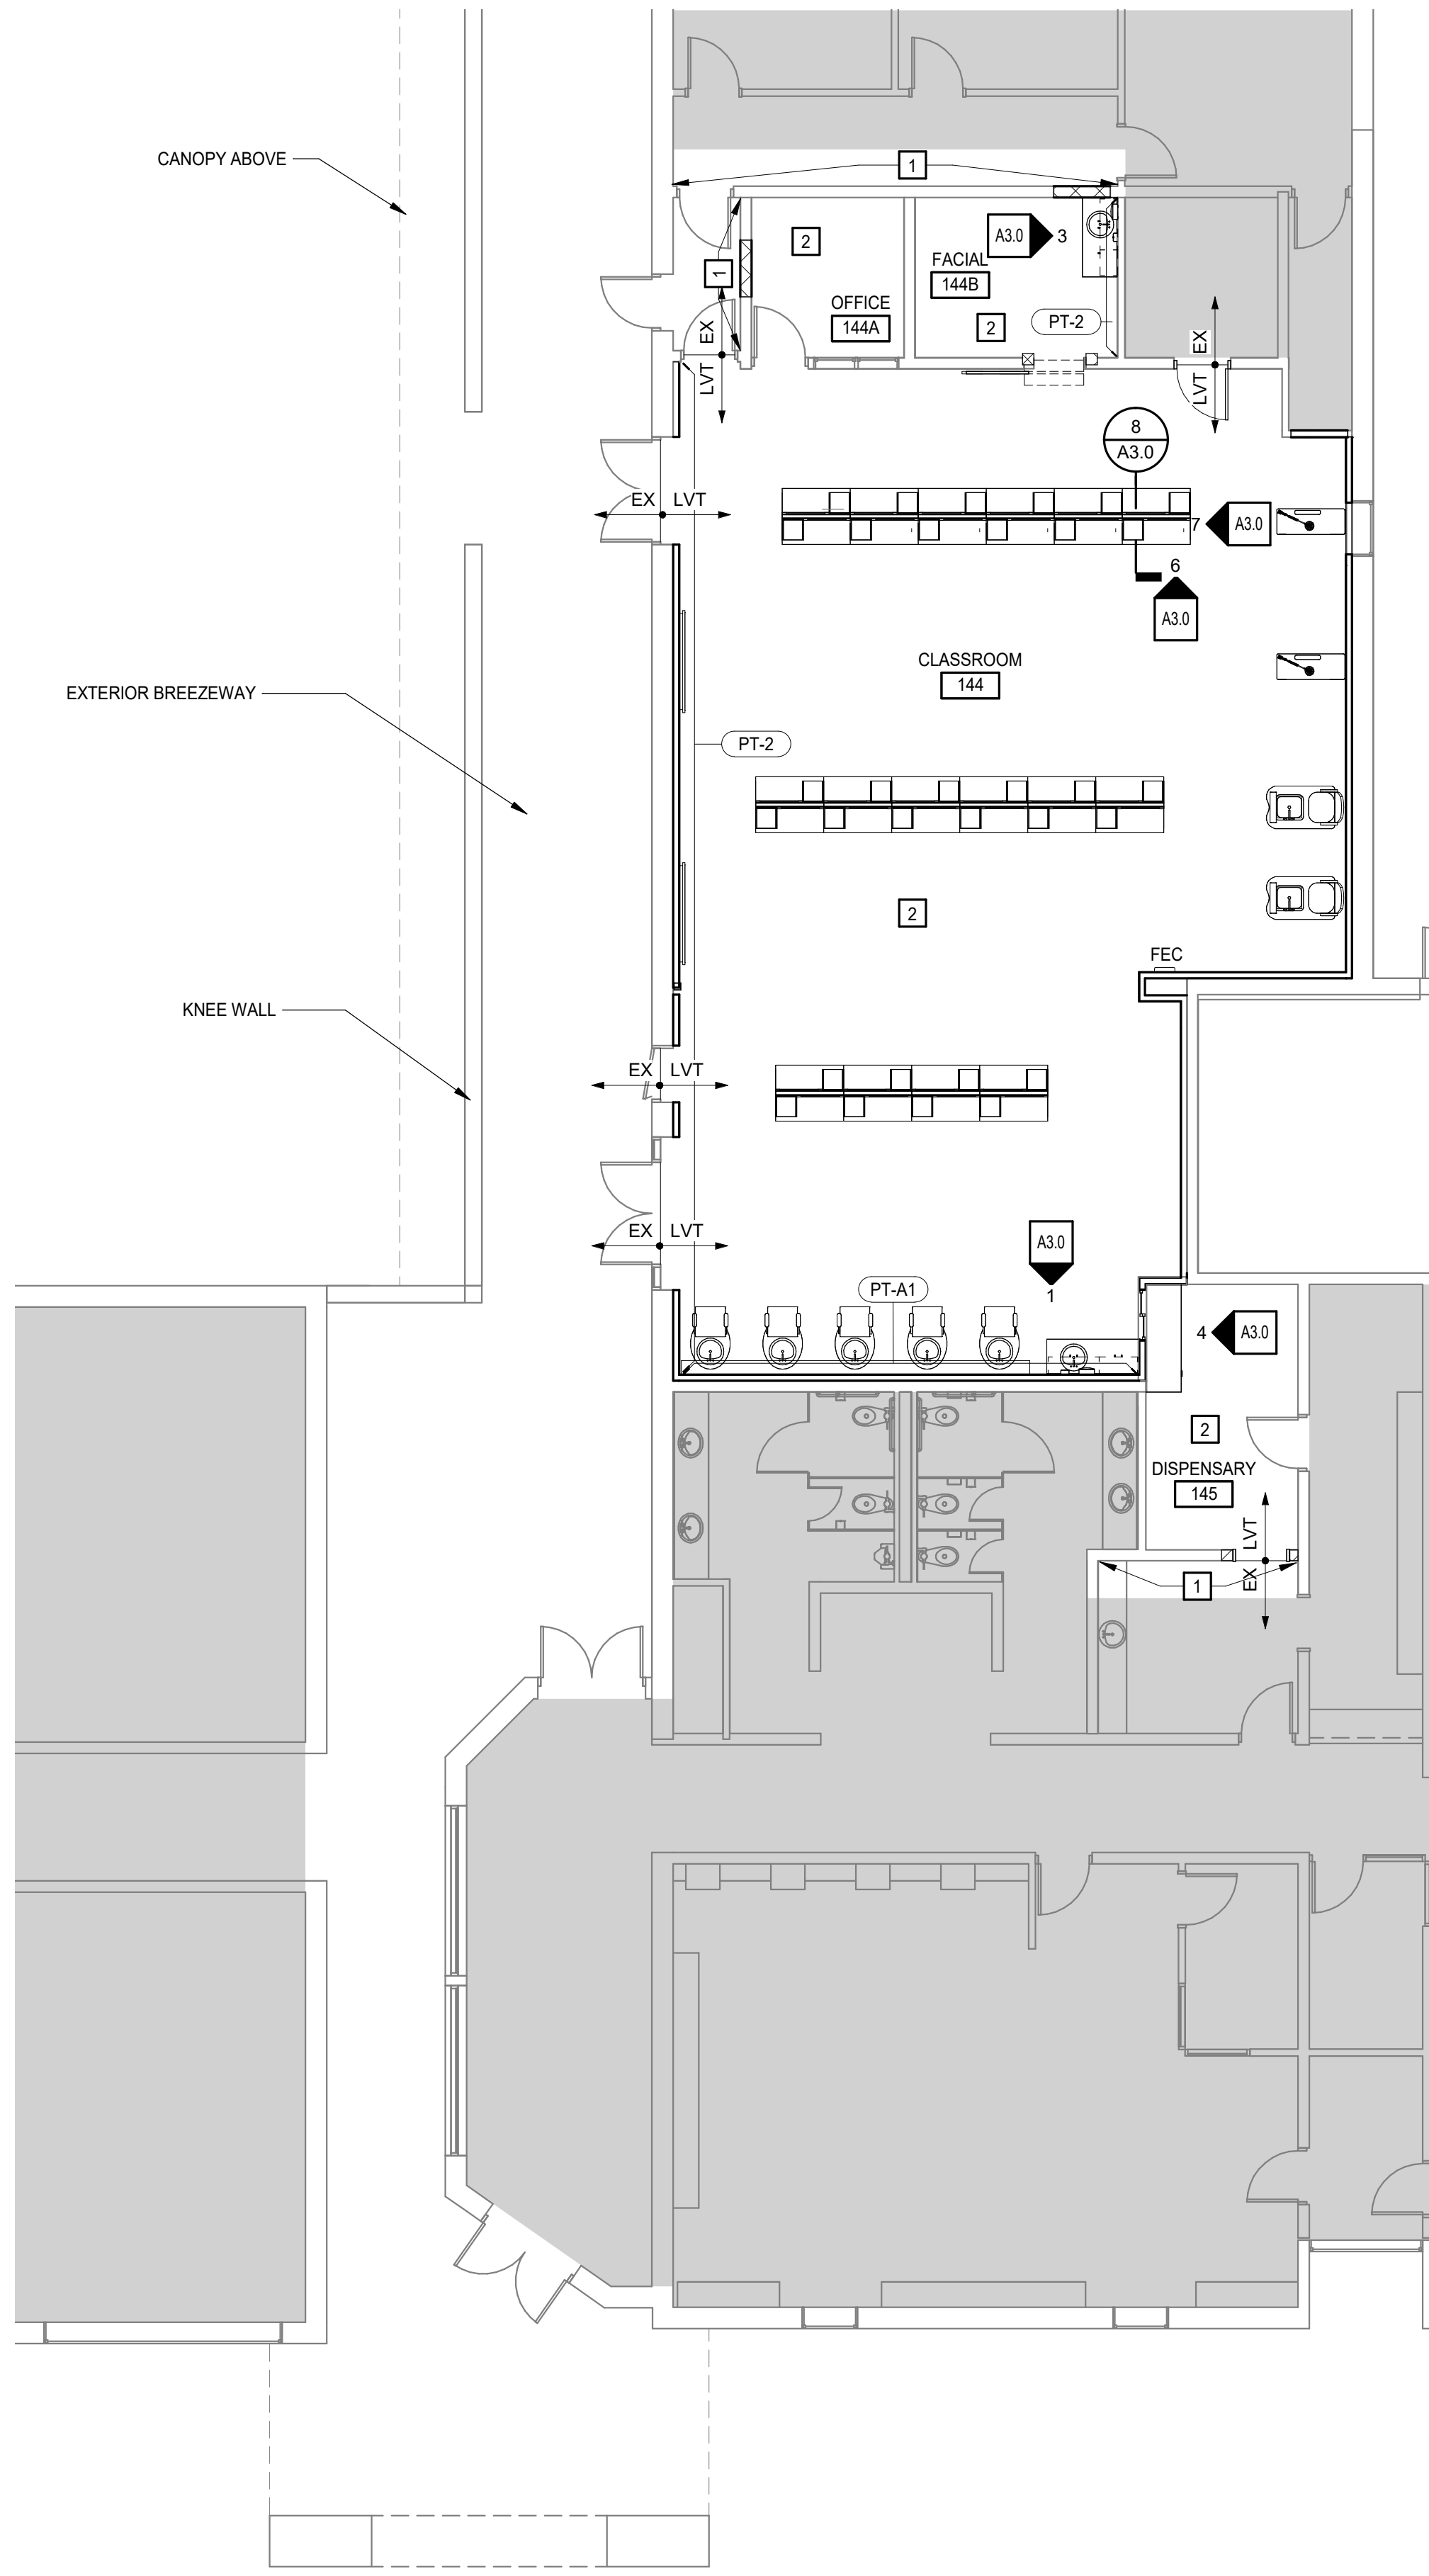 CANOPY ABOVE
1
2
A3.0
3
FACIAL
144B
1
OFFICE
144A
2
PT-2
EX
LVT
EX
LVT
8
A3.0
EX
LVT
7
A3.0
6
A3.0
CLASSROOM
144
EXTERIOR BREEZEWAY
PT-2
2
FEC
KNEE WALL
EX
LVT
EX
LVT
A3.0
1
PT-A1
4
A3.0
2
DISPENSARY
145
LVT
EX
1